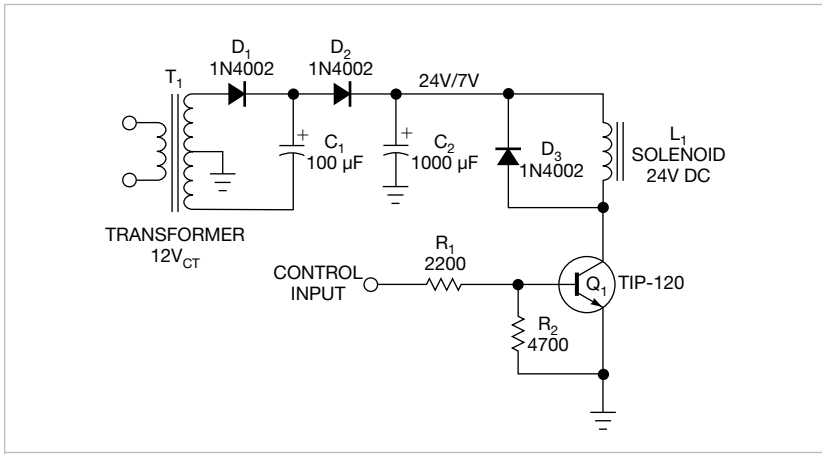 T1
D1
1N4002
D2
1N4002
24V/7V
+
C1
100 µF
+
C2
1000 µF
D3
1N4002
L1
SOLENOID
24V DC
TRANSFORMER
12VCT
CONTROL
INPUT
R1
2200
Q1
TIP-120
R2
4700